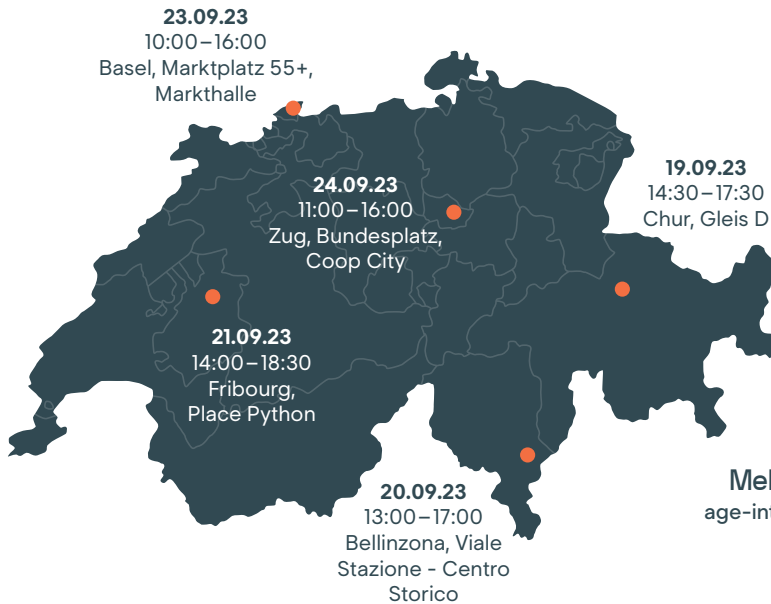 23.09.23
10:00–16:00
Basel, Marktplatz 55+,
Markthalle
24.09.23
11:00–16:00
Zug, Bundesplatz,
Coop City
19.09.23
14:30–17:30
Chur, Gleis D
21.09.23
14:00–18:30
Fribourg,
Place Python
20.09.23
13:00–17:00
Bellinzona, Viale
Stazione - Centro
Storico